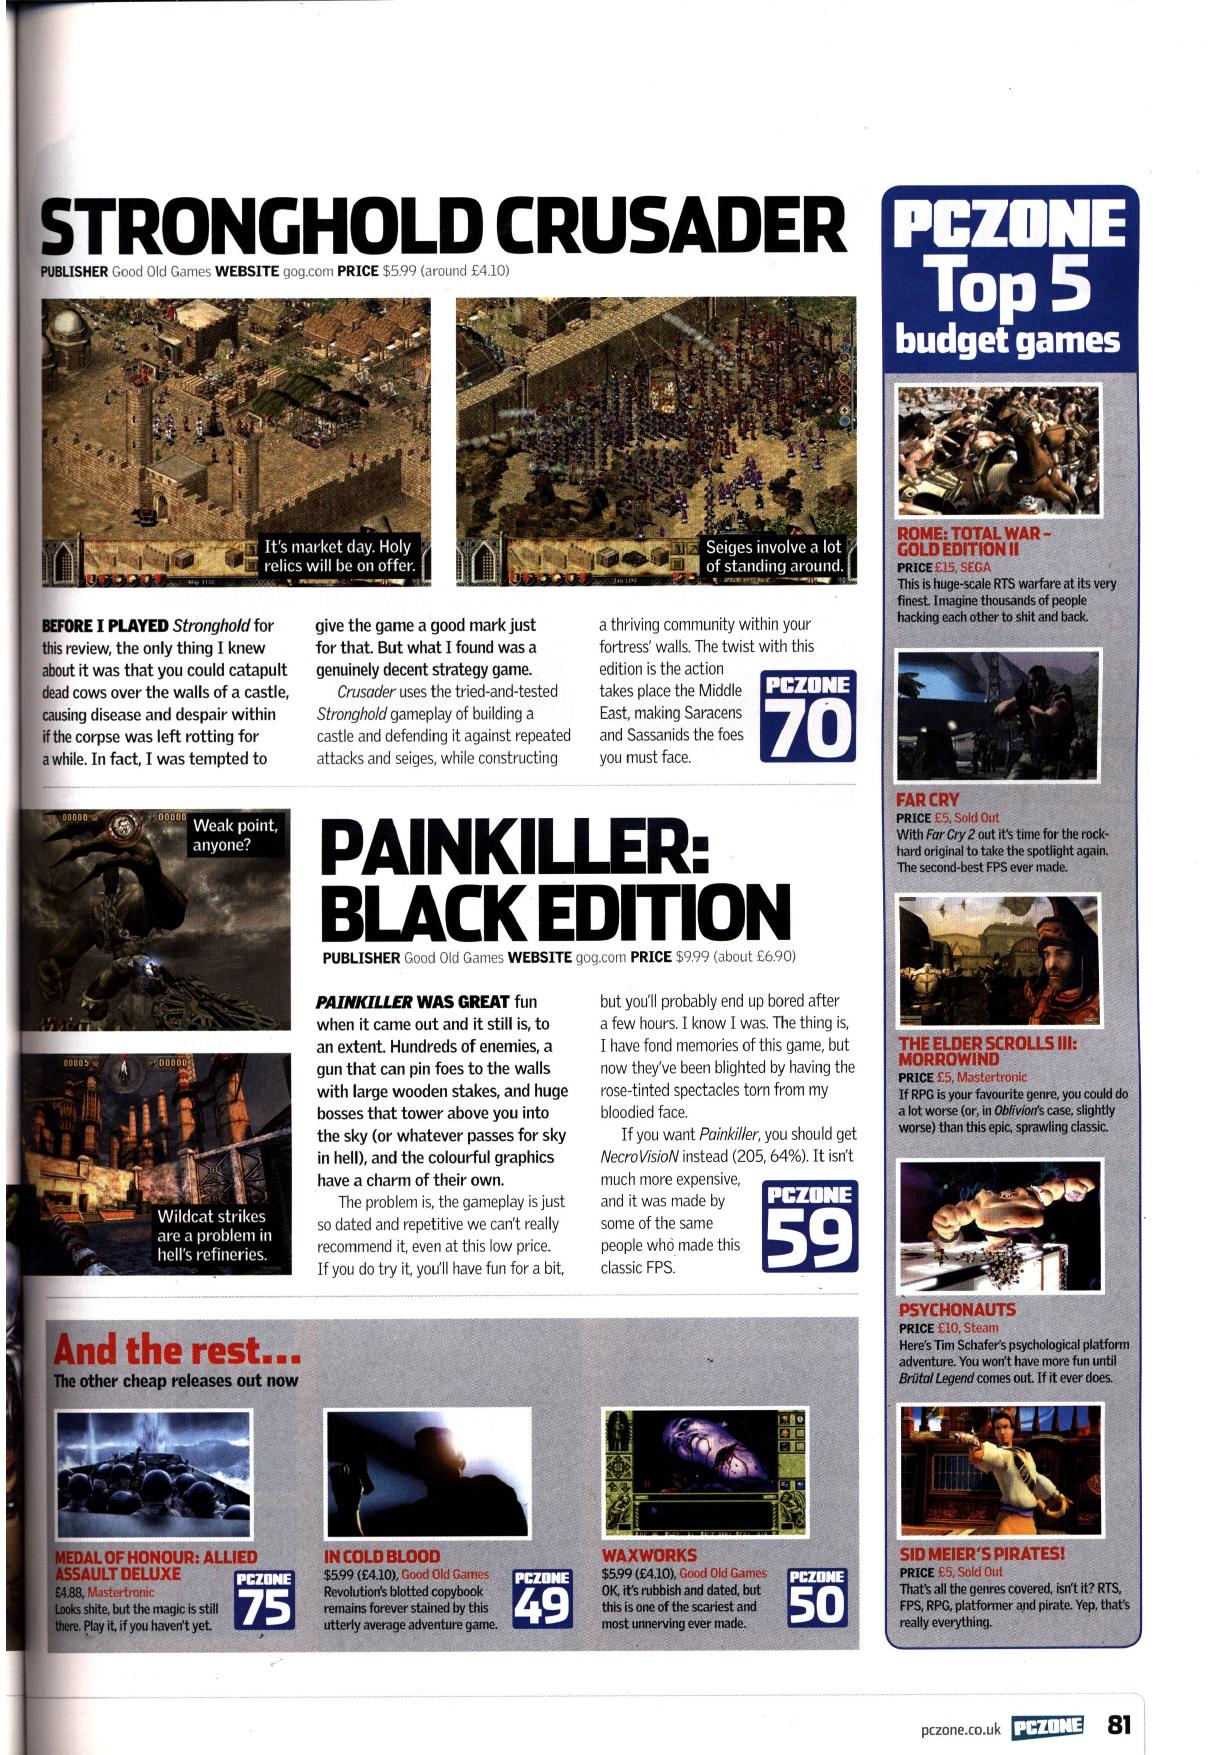 STRONGHOLD CRUSADER
PUBLISHER Good Old Games WEBSITE gog.com PRICE $5.99 (around £4.10)
It's market day. Holy
relics will be on offer.
Seiges involve a lot
of standing around.
BEFORE I PLAYED Stronghold for
this review, the only thing I knew
about it was that you could catapult
dead cows over the walls of a castle,
causing disease and despair within
if the corpse was left rotting for
a while. In fact, I was tempted to
give the game a good mark just
for that. But what I found was a
genuinely decent strategy game.
Crusader uses the tried-and-tested
Stronghold gameplay of building a
castle and defending it against repeated
attacks and seiges, while constructing
a thriving community within your
fortress' walls. The twist with this
edition is the action
takes place the Middle
East, making Saracens
and Sassanids the foes
you must face.
PCZONE
70
00000
00000
Weak point,
anyone?
00005
00000
Wildcat strikes
are a problem in
hell's refineries.
PAINKILLER:
BLACK EDITION
PUBLISHER Good Old Games WEBSITE gog.com PRICE $9.99 (about £6.90)
PAINKILLER WAS GREAT fun
when it came out and it still is, to
an extent. Hundreds of enemies, a
gun that can pin foes to the walls
with large wooden stakes, and huge
bosses that tower above you into
the sky (or whatever passes for sky
in hell), and the colourful graphics
have a charm of their own.
The problem is, the gameplay is just
so dated and repetitive we can't really
recommend it, even at this low price.
If you do try it, you'll have fun for a bit,
but you'll probably end up bored after
a few hours. I know I was. The thing is,
I have fond memories of this game, but
now they've been blighted by having the
rose-tinted spectacles torn from my
bloodied face.
If you want Painkiller, you should get
NecroVisioN instead (205, 64%). It isn't
much more expensive,
and it was made by
some of the same
people who made this
classic FPS.
PCZONE
59
And the rest...
The other cheap releases out now
MEDAL OF HONOUR: ALLIED
ASSAULT DELUXE
£4.88, Mastertronic
Looks shite, but the magic is still
there. Play it, if you haven't yet.
PCZONE
75
IN COLD BLOOD
$5.99 (£4.10), Good Old Games
Revolution's blotted copybook
remains forever stained by this
utterly average adventure game.
PCZONE
49
WAXWORKS
$5.99 (£4.10), Good Old Games
OK, it's rubbish and dated, but
this is one of the scariest and
most unnerving ever made.
PCZONE
50
PCZONE
Top 5
budget games
ROME: TOTAL WAR –
GOLD EDITION II
PRICE £15, SEGA
This is huge-scale RTS warfare at its very
finest. Imagine thousands of people
hacking each other to shit and back.
FAR CRY
PRICE £5, Sold Out
With Far Cry 2 out it's time for the rock-
hard original to take the spotlight again.
The second-best FPS ever made.
THE ELDER SCROLLS III:
MORROWIND
PRICE £5, Mastertronic
If RPG is your favourite genre, you could do
a lot worse (or, in Oblivion's case, slightly
worse) than this epic, sprawling classic.
PSYCHONAUTS
PRICE £10, Steam
Here's Tim Schafer's psychological platform
adventure. You won't have more fun until
Brütal Legend comes out. If it ever does.
SID MEIER'S PIRATES!
PRICE £5, Sold Out
That's all the genres covered, isn't it? RTS,
FPS, RPG, platformer and pirate. Yep, that's
really everything.
pczone.co.uk PCZONE 81